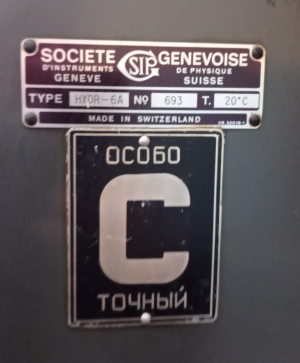 SOCIETE SIP GENEVOISE
D'INSTRUMENTS DE PHYSIQUE
GENEVE SUISSE
TYPE HYDR-6A Nº 693 T. 20°C
MADE IN SWITZERLAND
ОСОБО
С
ТОЧНЫЙ